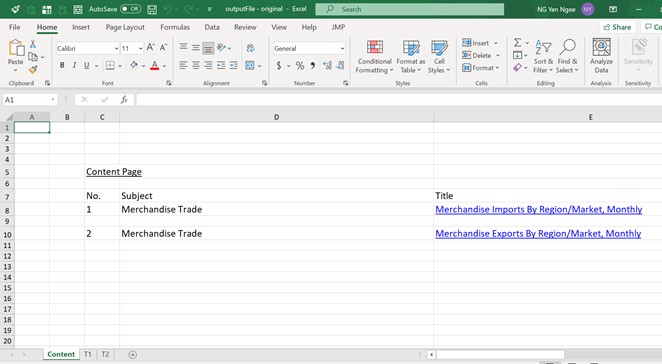 AutoSave Off outputFile - original - Excel Search NG Yen Ngee NY
File Home Insert Page Layout Formulas Data Review View Help JMP Share Co
Paste Calibri 11 A A General Conditional Formatting Format as Table Cell Styles Insert Delete Format Sort & Filter Find & Select Analyze Data Sensitivity
B I U $ % 9
Clipboard Font Alignment Number Styles Cells Editing Analysis Sensitivity
A1 fx
A B C D E
1
2
3
4
5 Content Page
6
7 No. Subject Title
8 1 Merchandise Trade Merchandise Imports By Region/Market, Monthly
9
10 2 Merchandise Trade Merchandise Exports By Region/Market, Monthly
11
12
13
14
15
16
17
18
19
20
Content T1 T2